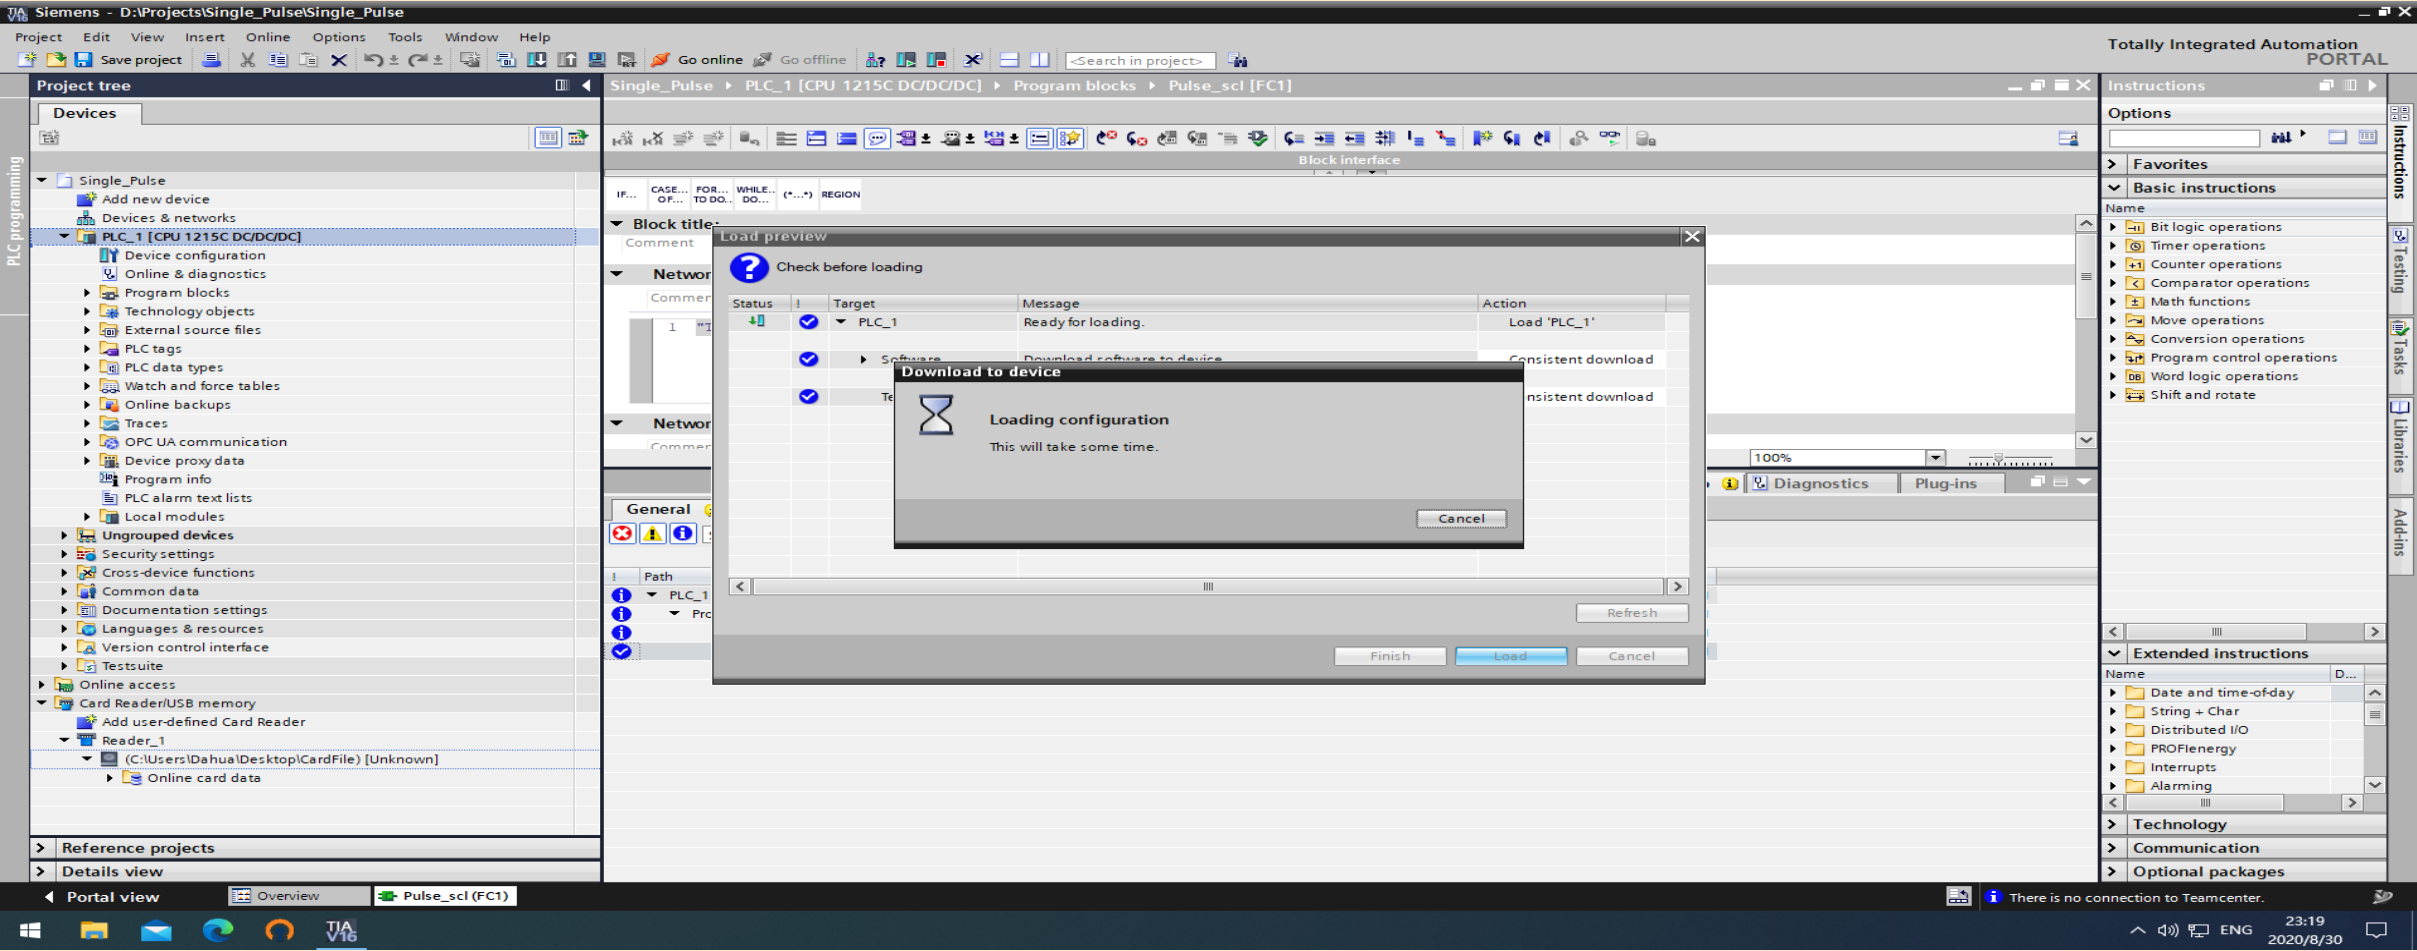 TIA V16 Siemens - D:\Projects\Single_Pulse\Single_Pulse
Project Edit View Insert Online Options Tools Window Help
Totally Integrated Automation
PORTAL
Save project Go online Go offline <Search in project>
Project tree
Single_Pulse PLC_1 [CPU 1215C DC/DC/DC] Program blocks Pulse_scl [FC1]
Instructions
Devices
Options
Block interface
PLC programming
Single_Pulse
Add new device
Devices & networks
PLC_1 [CPU 1215C DC/DC/DC]
Device configuration
Online & diagnostics
Program blocks
Technology objects
External source files
PLC tags
PLC data types
Watch and force tables
Online backups
Traces
OPC UA communication
Device proxy data
Program info
PLC alarm text lists
Local modules
Ungrouped devices
Security settings
Cross-device functions
Common data
Documentation settings
Languages & resources
Version control interface
Testsuite
Online access
Card Reader/USB memory
Add user-defined Card Reader
Reader_1
(C:\Users\Dahua\Desktop\CardFile) [Unknown]
Online card data
Reference projects
Details view
IF... CASE... OF... FOR... TO DO... WHILE... DO... (*...*) REGION
Block title:
Comment
Networ
Commer
1
Networ
Commer
100%
Diagnostics Plug-ins
General
! Path
PLC_1
Pro
Load preview
Check before loading
Status ! Target Message Action
PLC_1 Ready for loading. Load 'PLC_1'
Software Download software to device Consistent download
Te nsistent download
Download to device
Loading configuration
This will take some time.
Cancel
Refresh
Finish Load Cancel
Favorites
Basic instructions
Name
Bit logic operations
Timer operations
Counter operations
Comparator operations
Math functions
Move operations
Conversion operations
Program control operations
Word logic operations
Shift and rotate
Extended instructions
Name D...
Date and time-of-day
String + Char
Distributed I/O
PROFIenergy
Interrupts
Alarming
Technology
Communication
Optional packages
Instructions
Testing
Tasks
Libraries
Add-ins
Portal view Overview Pulse_scl (FC1) There is no connection to Teamcenter.
TIA V16
ENG
23:19
2020/8/30